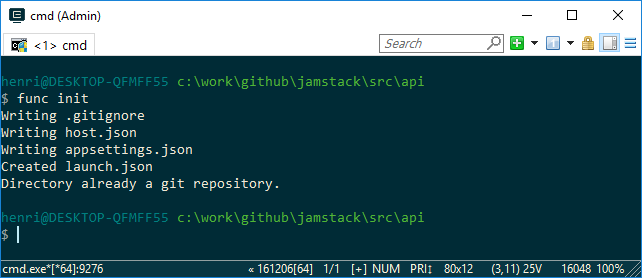 cmd (Admin)
<1> cmd
Search
henri@DESKTOP-QFMFF55 c:\work\github\jamstack\src\api
$ func init
Writing .gitignore
Writing host.json
Writing appsettings.json
Created launch.json
Directory already a git repository.
henri@DESKTOP-QFMFF55 c:\work\github\jamstack\src\api
$
cmd.exe*[*64]:9276 « 161206[64] 1/1 [+] NUM PRI↕ 80x12 (3,11) 25V 16048 100%